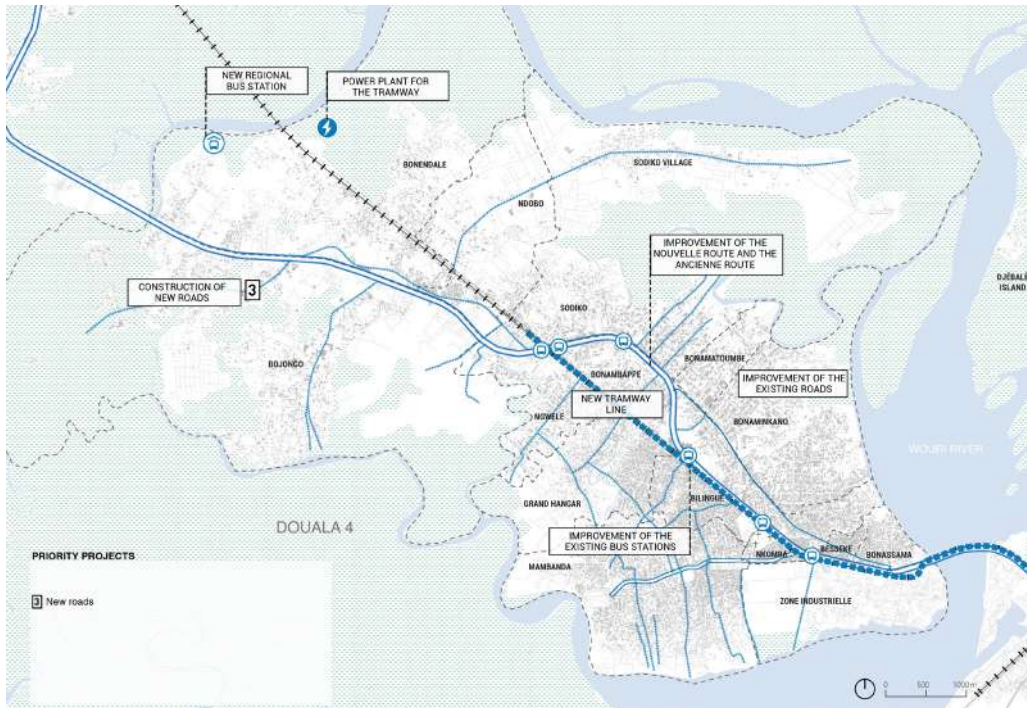 NEW REGIONAL
BUS STATION
POWER PLANT FOR
THE TRAMWAY
BONENDALE
SODIKO VILLAGE
NDOBO
IMPROVEMENT OF THE
NOUVELLE ROUTE AND THE
ANCIENNE ROUTE
DJÉBALÉ
ISLAND
CONSTRUCTION OF
NEW ROADS
3
SODIKO
BOJONGO
BONAMATOUMBE
BONAMBAPPE
IMPROVEMENT OF THE
EXISTING ROADS
NEW TRAMWAY
LINE
NGWELE
BONAMINKANO
WOURI RIVER
GRAND HANGAR
BILINGUE
DOUALA 4
IMPROVEMENT OF THE
EXISTING BUS STATIONS
NKOMBA
BESSEKE
BONASSAMA
PRIORITY PROJECTS
MAMBANDA
3 New roads
ZONE INDUSTRIELLE
0 500 1000m